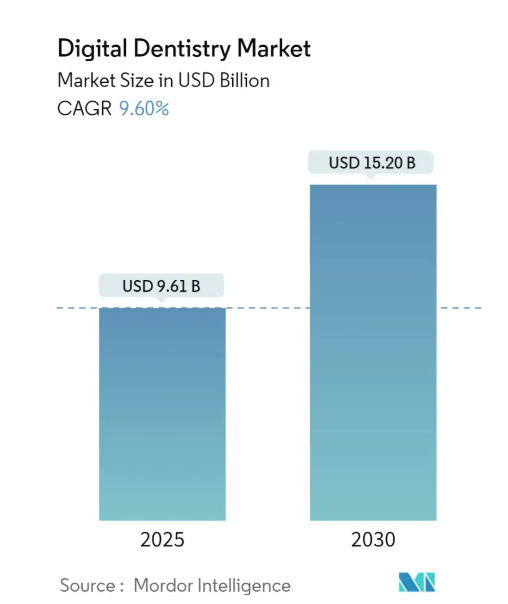 Digital Dentistry Market
Market Size in USD Billion
CAGR 9.60%
USD 15.20 B
USD 9.61 B
2025 2030
Source : Mordor Intelligence